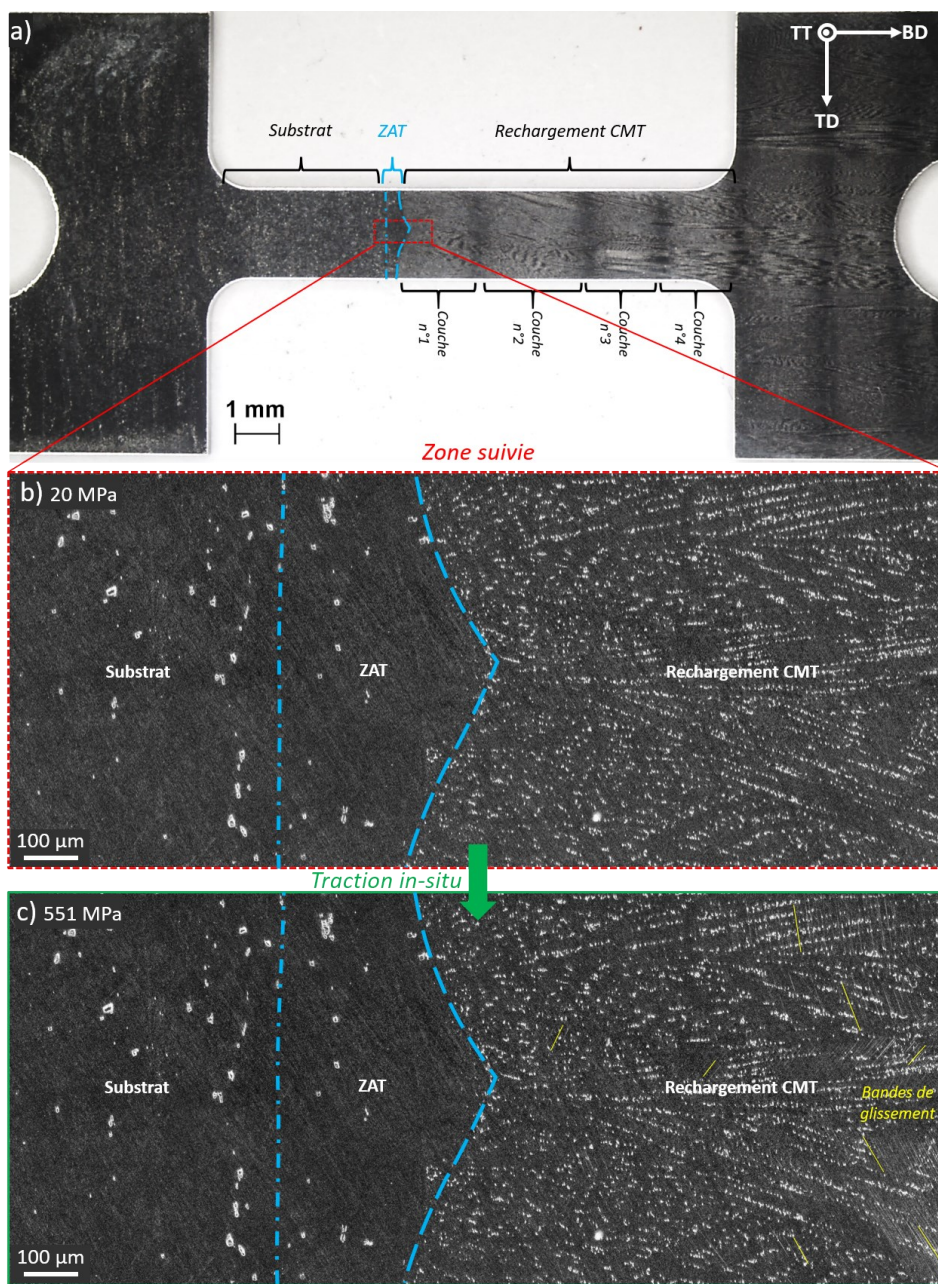 a)
TT
BD
TD
Substrat
ZAT
Rechargement CMT
Couche
n°1
Couche
n°2
Couche
n°3
Couche
n°4
1 mm
Zone suivie
b) 20 MPa
Substrat
ZAT
Rechargement CMT
100 µm
Traction in-situ
c) 551 MPa
Substrat
ZAT
Rechargement CMT
Bandes de
glissement
100 µm